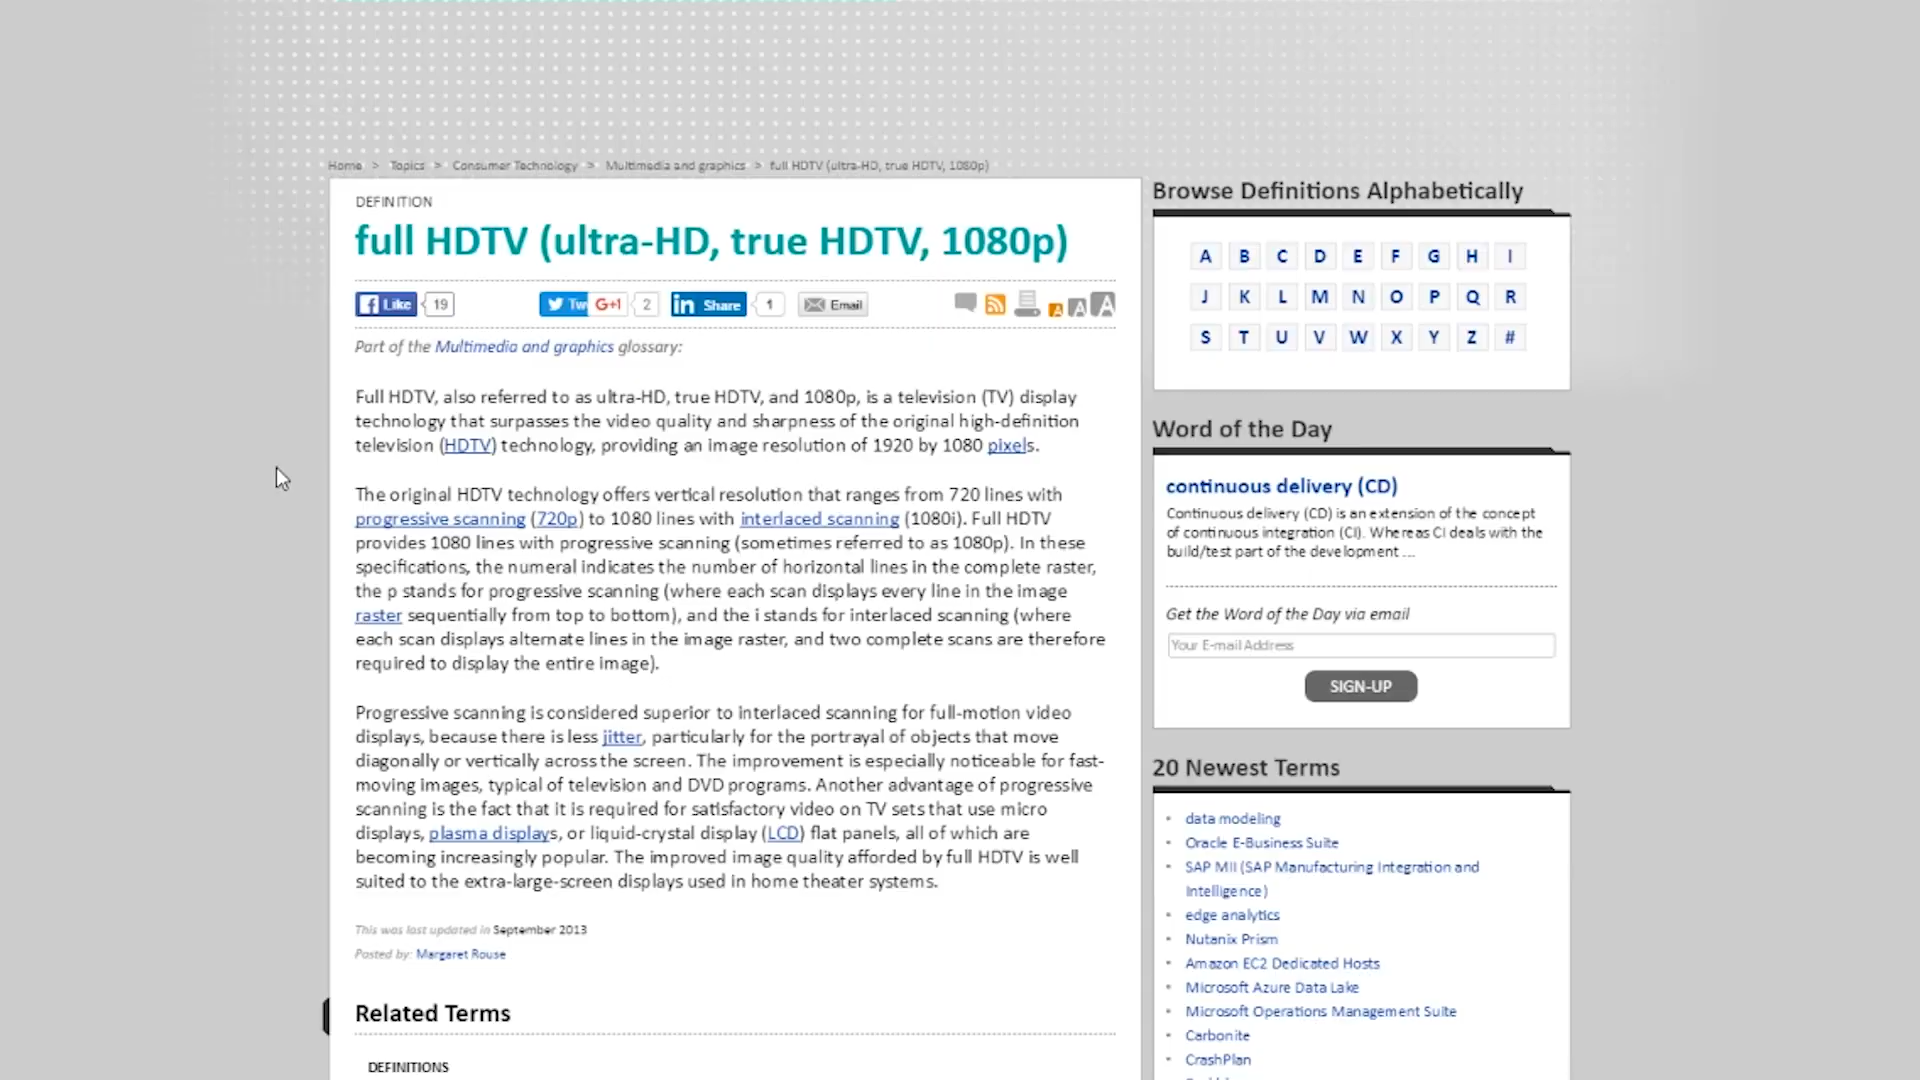 Home > Topics > Consumer Technology > Multimedia and graphics > full HDTV (ultra-HD, true HDTV, 1080p)
DEFINITION
full HDTV (ultra-HD, true HDTV, 1080p)
Like 19 Tw G+1 2 in Share 1 Email A A A
Part of the Multimedia and graphics glossary:
Full HDTV, also referred to as ultra-HD, true HDTV, and 1080p, is a television (TV) display
technology that surpasses the video quality and sharpness of the original high-definition
television (HDTV) technology, providing an image resolution of 1920 by 1080 pixels.
The original HDTV technology offers vertical resolution that ranges from 720 lines with
progressive scanning (720p) to 1080 lines with interlaced scanning (1080i). Full HDTV
provides 1080 lines with progressive scanning (sometimes referred to as 1080p). In these
specifications, the numeral indicates the number of horizontal lines in the complete raster,
the p stands for progressive scanning (where each scan displays every line in the image
raster sequentially from top to bottom), and the i stands for interlaced scanning (where
each scan displays alternate lines in the image raster, and two complete scans are therefore
required to display the entire image).
Progressive scanning is considered superior to interlaced scanning for full-motion video
displays, because there is less jitter, particularly for the portrayal of objects that move
diagonally or vertically across the screen. The improvement is especially noticeable for fast-
moving images, typical of television and DVD programs. Another advantage of progressive
scanning is the fact that it is required for satisfactory video on TV sets that use micro
displays, plasma displays, or liquid-crystal display (LCD) flat panels, all of which are
becoming increasingly popular. The improved image quality afforded by full HDTV is well
suited to the extra-large-screen displays used in home theater systems.
This was last updated in September 2013
Posted by: Margaret Rouse
Related Terms
DEFINITIONS
Browse Definitions Alphabetically
A B C D E F G H I
J K L M N O P Q R
S T U V W X Y Z #
Word of the Day
continuous delivery (CD)
Continuous delivery (CD) is an extension of the concept
of continuous integration (CI). Whereas CI deals with the
build/test part of the development ...
Get the Word of the Day via email
Your E-mail Address
SIGN-UP
20 Newest Terms
data modeling
Oracle E-Business Suite
SAP MII (SAP Manufacturing Integration and
Intelligence)
edge analytics
Nutanix Prism
Amazon EC2 Dedicated Hosts
Microsoft Azure Data Lake
Microsoft Operations Management Suite
Carbonite
CrashPlan